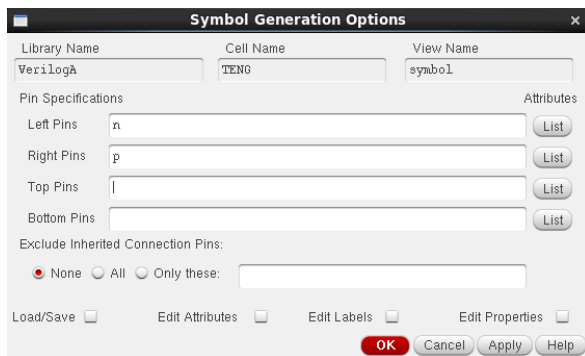 Symbol Generation Options
Library Name Cell Name View Name
VerilogA TENG symbol
Pin Specifications Attributes
Left Pins n List
Right Pins p List
Top Pins List
Bottom Pins List
Exclude Inherited Connection Pins:
None All Only these:
Load/Save Edit Attributes Edit Labels Edit Properties
OK Cancel Apply Help